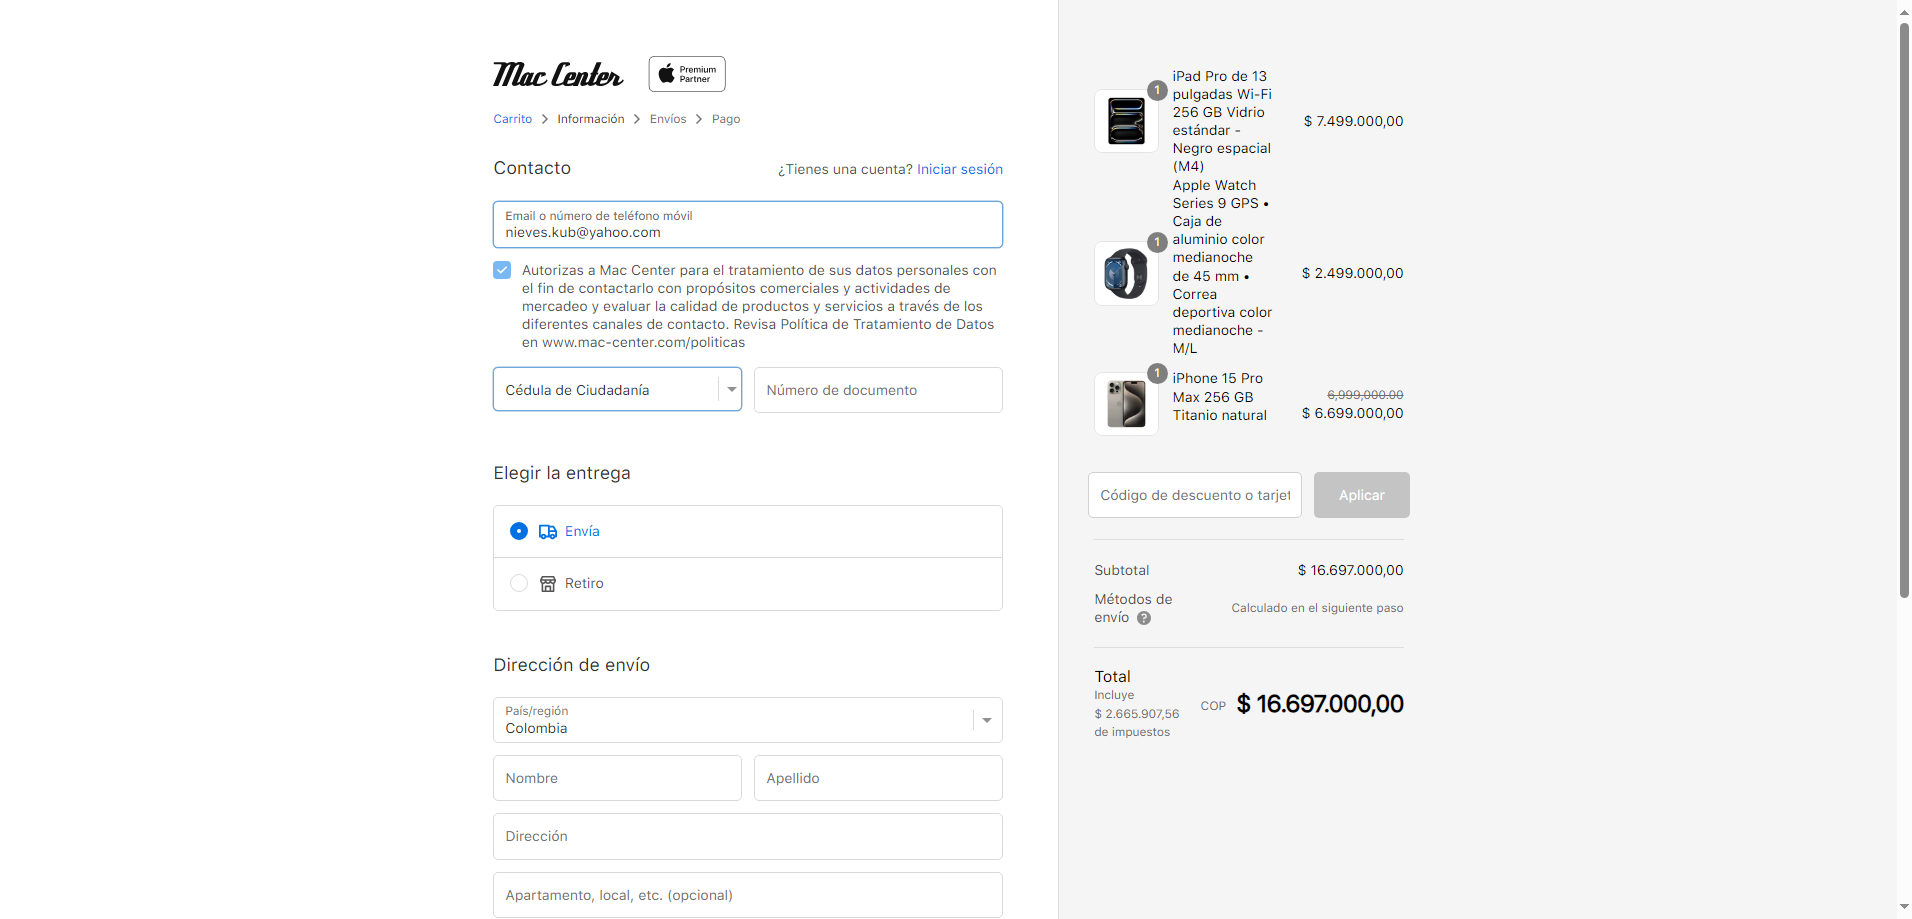 Mac Center
Premium
Partner
Carrito > Información > Envíos > Pago
Contacto
¿Tienes una cuenta? Iniciar sesión
Email o número de teléfono móvil
nieves.kub@yahoo.com
Autorizas a Mac Center para el tratamiento de sus datos personales con
el fin de contactarlo con propósitos comerciales y actividades de
mercadeo y evaluar la calidad de productos y servicios a través de los
diferentes canales de contacto. Revisa Política de Tratamiento de Datos
en www.mac-center.com/politicas
Cédula de Ciudadanía
Número de documento
Elegir la entrega
Envía
Retiro
Dirección de envío
País/región
Colombia
Nombre
Apellido
Dirección
Apartamento, local, etc. (opcional)
1
iPad Pro de 13
pulgadas Wi-Fi
256 GB Vidrio
estándar -
Negro espacial
(M4)
$ 7.499.000,00
1
Apple Watch
Series 9 GPS •
Caja de
aluminio color
medianoche
de 45 mm •
Correa
deportiva color
medianoche -
M/L
$ 2.499.000,00
1
iPhone 15 Pro
Max 256 GB
Titanio natural
6,999,000.00
$ 6.699.000,00
Código de descuento o tarjet
Aplicar
Subtotal
$ 16.697.000,00
Métodos de
envío ?
Calculado en el siguiente paso
Total
Incluye
$ 2.665.907,56
de impuestos
COP $ 16.697.000,00